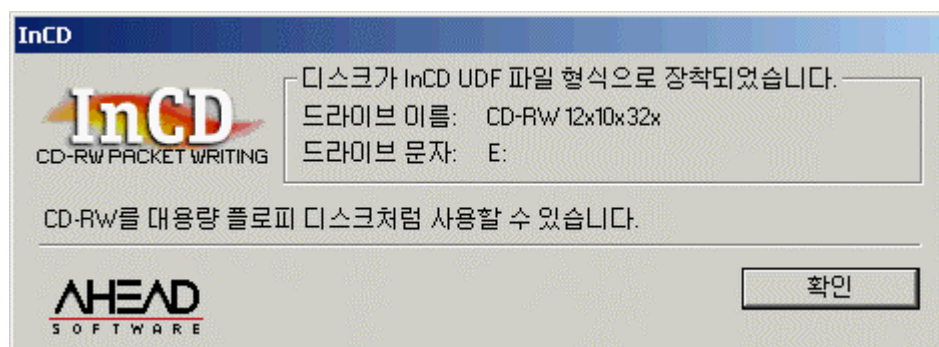 InCD
InCD
CD-RW PACKET WRITING
디스크가 InCD UDF 파일 형식으로 장착되었습니다.
드라이브 이름: CD-RW 12x10x32x
드라이브 문자: E:
CD-RW를 대용량 플로피 디스크처럼 사용할 수 있습니다.
AHEAD
SOFTWARE
확인